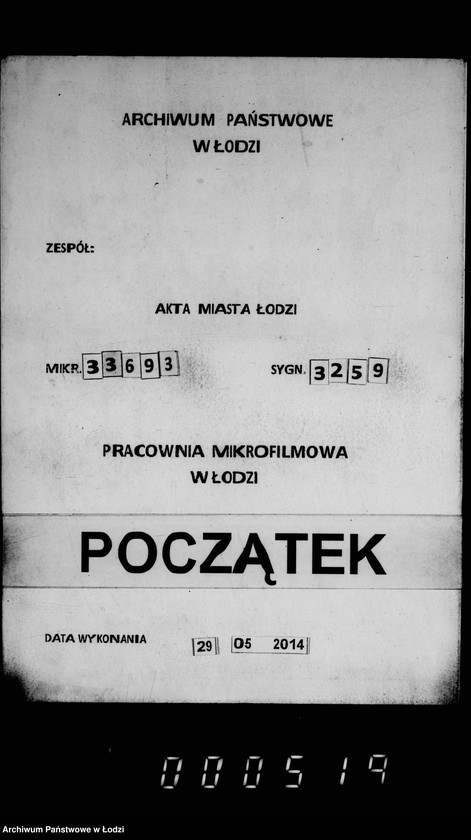 ARCHIWUM PAŃSTWOWE
W ŁODZI
ZESPÓŁ:
AKTA MIASTA ŁODZI
MIKR. 33693 SYGN. 3259
PRACOWNIA MIKROFILMOWA
W ŁODZI
POCZĄTEK
DATA WYKONANIA 29 05 2014
000519
Archiwum Państwowe w Łodzi